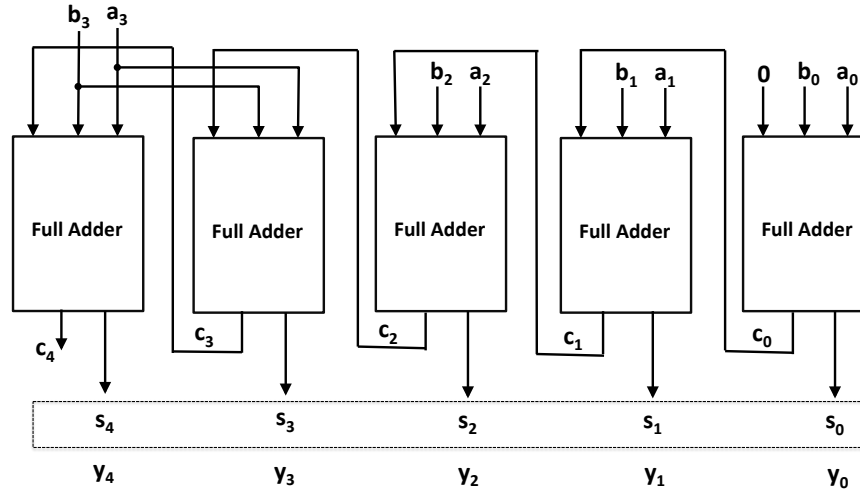 b₃ a₃
b₂ a₂ b₁ a₁ 0 b₀ a₀
Full Adder Full Adder Full Adder Full Adder Full Adder
c₄ c₃ c₂ c₁ c₀
s₄ s₃ s₂ s₁ s₀
y₄ y₃ y₂ y₁ y₀